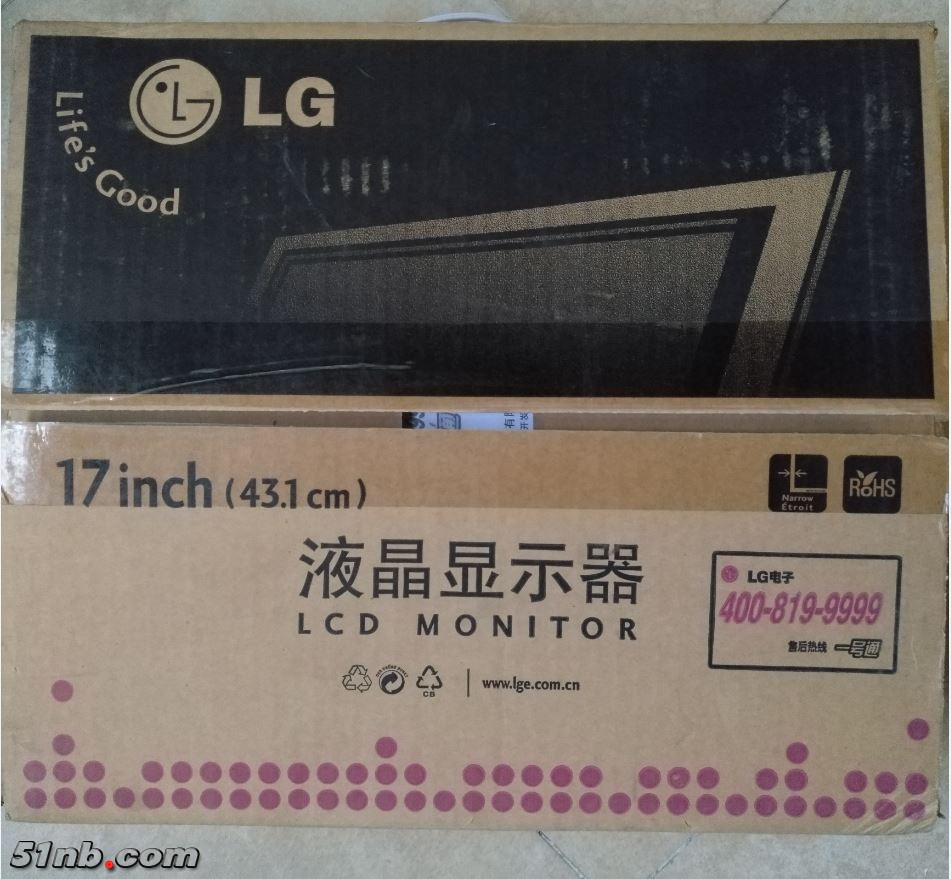 LG
Life's Good
17 inch (43.1 cm)
Narrow
Étroit
RoHS
液晶显示器
LCD MONITOR
LG电子
400-819-9999
售后热线 一号通
CB
www.lge.com.cn
51nb.com